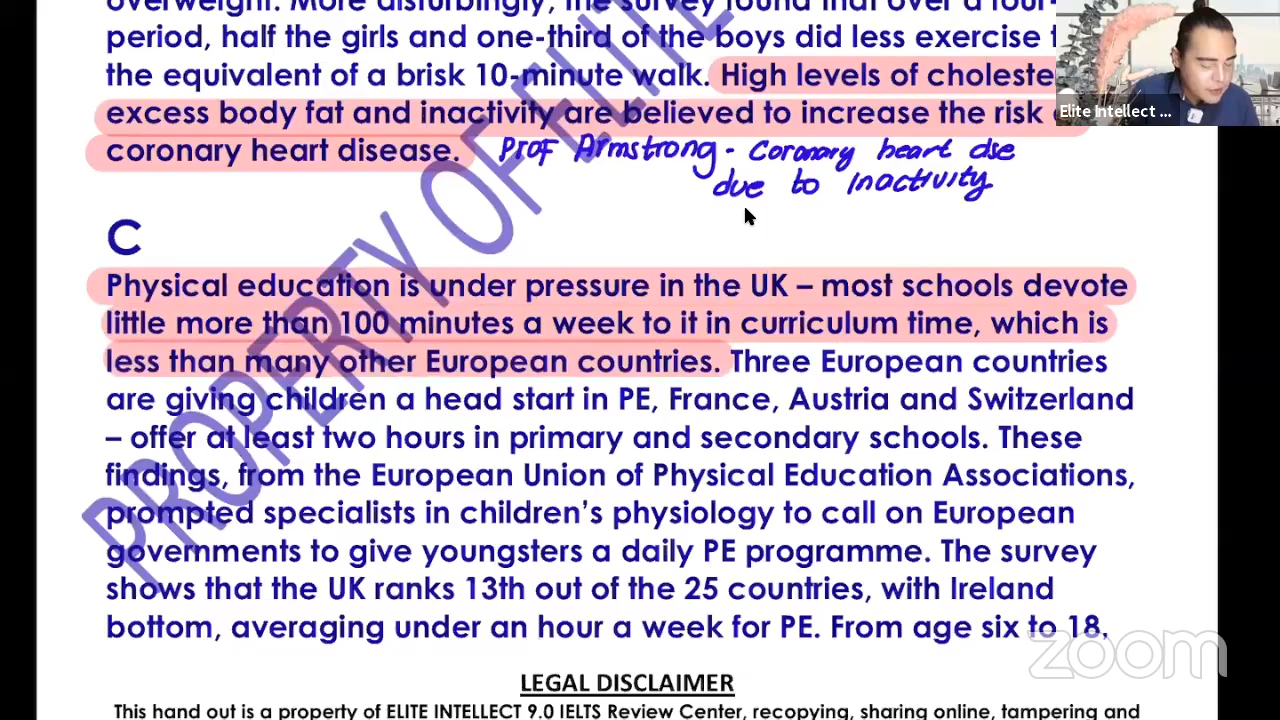 overweight. More disturbingly, the survey found that over a four-
period, half the girls and one-third of the boys did less exercise
the equivalent of a brisk 10-minute walk. High levels of
excess body fat and inactivity are believed to increase the risk
coronary heart disease. Prof Armstrong - coronary heart dse
due to inactivity
Elite Intellect ...
C
Physical education is under pressure in the UK – most schools devote
little more than 100 minutes a week to it in curriculum time, which is
less than many other European countries. Three European countries
are giving children a head start in PE, France, Austria and Switzerland
– offer at least two hours in primary and secondary schools. These
findings, from the European Union of Physical Education Associations,
prompted specialists in children's physiology to call on European
governments to give youngsters a daily PE programme. The survey
shows that the UK ranks 13th out of the 25 countries, with Ireland
bottom, averaging under an hour a week for PE. From age six to 18,
PROPERTY OF ELITE
zoom
LEGAL DISCLAIMER
This hand out is a property of ELITE INTELLECT 9.0 IELTS Review Center, recopying, sharing online, tampering and